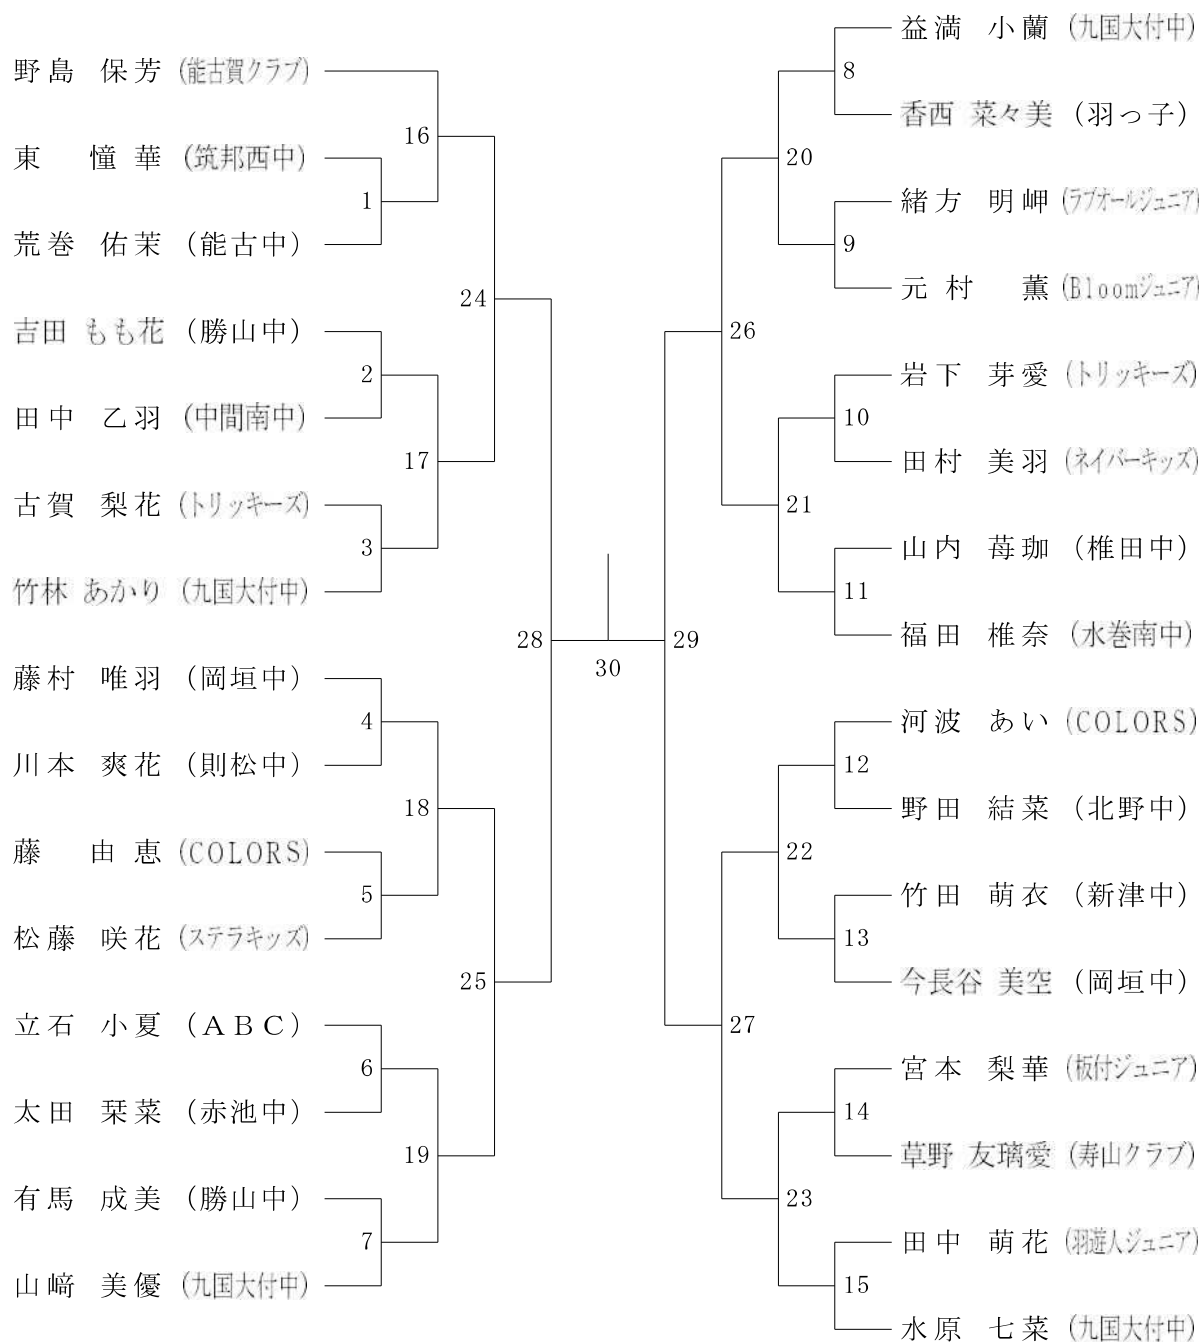 野島 保芳 (能古賀クラブ)
16
東 憧華 (筑邦西中)
1
荒巻 佑茉 (能古中)
24
吉田 もも花 (勝山中)
2
田中 乙羽 (中間南中)
17
古賀 梨花 (トリッキーズ)
3
竹林 あかり (九国大付中)
28
藤村 唯羽 (岡垣中)
4
川本 爽花 (則松中)
18
藤 由恵 (COLORS)
5
松藤 咲花 (ステラキッズ)
25
立石 小夏 (ABC)
6
太田 栞菜 (赤池中)
19
有馬 成美 (勝山中)
7
山﨑 美優 (九国大付中)
30
益満 小蘭 (九国大付中)
8
香西 菜々美 (羽っ子)
20
緒方 明岬 (ラブオールジュニア)
9
元村 薫 (Bloomジュニア)
26
岩下 芽愛 (トリッキーズ)
10
田村 美羽 (ネイバーキッズ)
21
山内 苺珈 (椎田中)
11
福田 椎奈 (水巻南中)
29
河波 あい (COLORS)
12
野田 結菜 (北野中)
22
竹田 萌衣 (新津中)
13
今長谷 美空 (岡垣中)
27
宮本 梨華 (板付ジュニア)
14
草野 友璃愛 (寿山クラブ)
23
田中 萌花 (羽遊人ジュニア)
15
水原 七菜 (九国大付中)